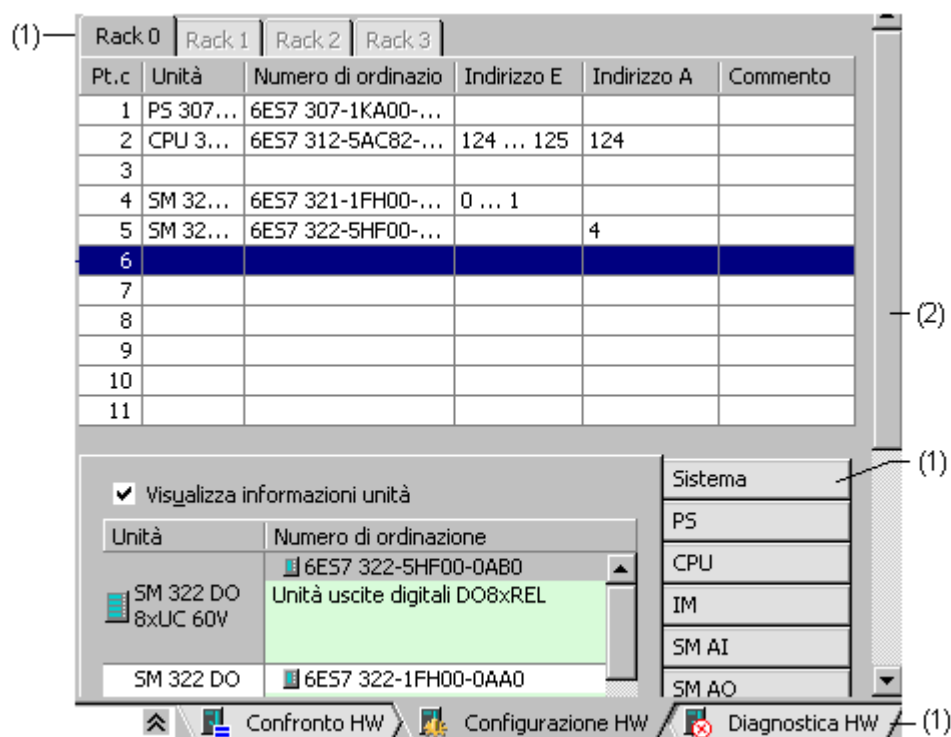 (1)
Rack 0 Rack 1 Rack 2 Rack 3
Pt.c Unità Numero di ordinazio Indirizzo E Indirizzo A Commento
1 PS 307... 6ES7 307-1KA00-...
2 CPU 3... 6ES7 312-5AC82-... 124 ... 125 124
3
4 SM 32... 6ES7 321-1FH00-... 0 ... 1
5 SM 32... 6ES7 322-5HF00-... 4
6
7
8
(2)
9
10
11
(1)
Visualizza informazioni unità
Unità Numero di ordinazione
6ES7 322-5HF00-0AB0
SM 322 DO
8xUC 60V
Unità uscite digitali DO8xREL
SM 322 DO 6ES7 322-1FH00-0AA0
Sistema
PS
CPU
IM
SM AI
SM AO
Confronto HW Configurazione HW Diagnostica HW (1)